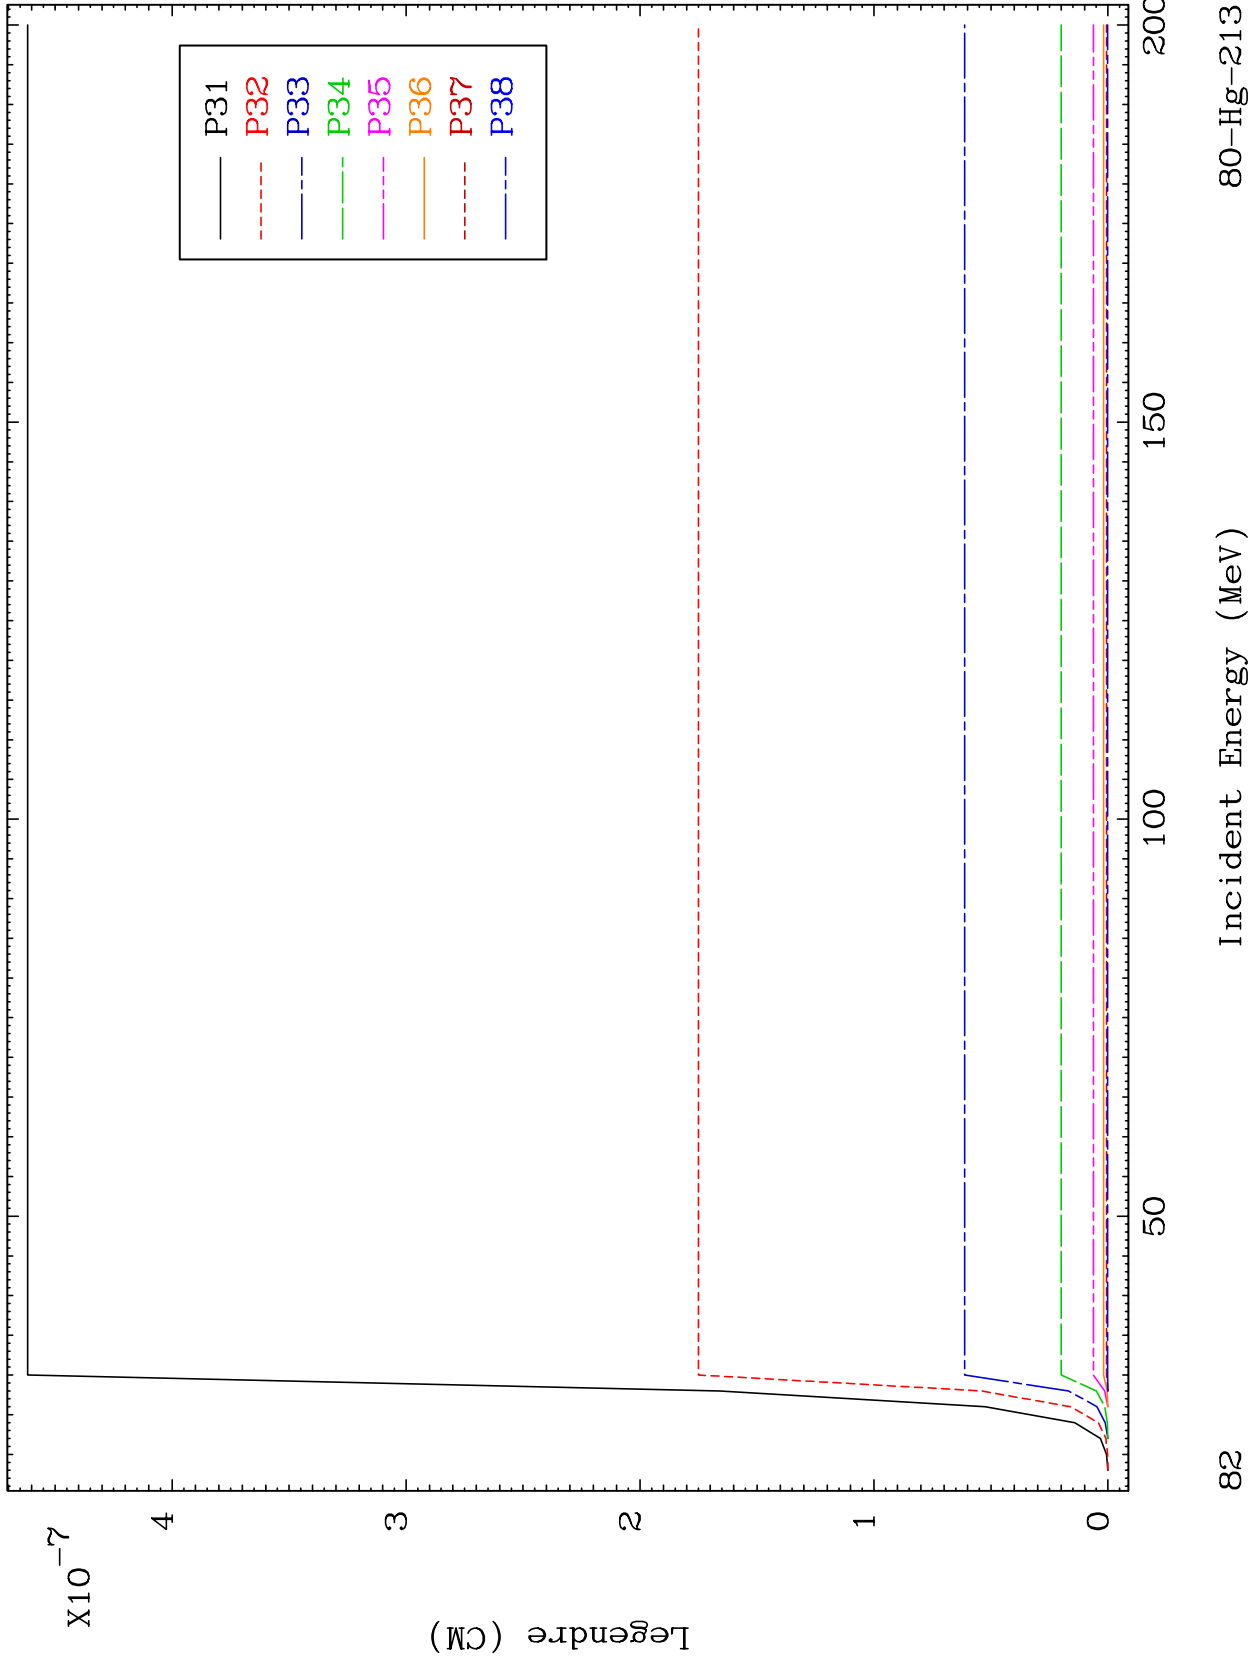 X10-7
Legendre (CM)
4
3
2
1
0
P31
P32
P33
P34
P35
P36
P37
P38
50
100
150
200
82
Incident Energy (MeV)
80-Hg-213